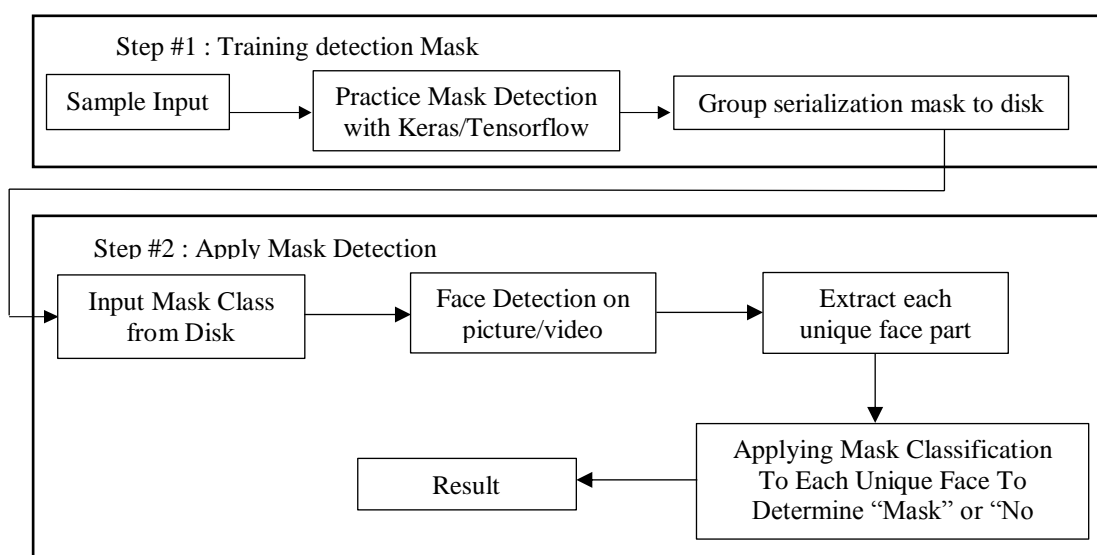 Step #1 : Training detection Mask
Sample Input
Practice Mask Detection
with Keras/Tensorflow
Group serialization mask to disk
Step #2 : Apply Mask Detection
Input Mask Class
from Disk
Face Detection on
picture/video
Extract each
unique face part
Applying Mask Classification
To Each Unique Face To
Determine “Mask” or “No
Result